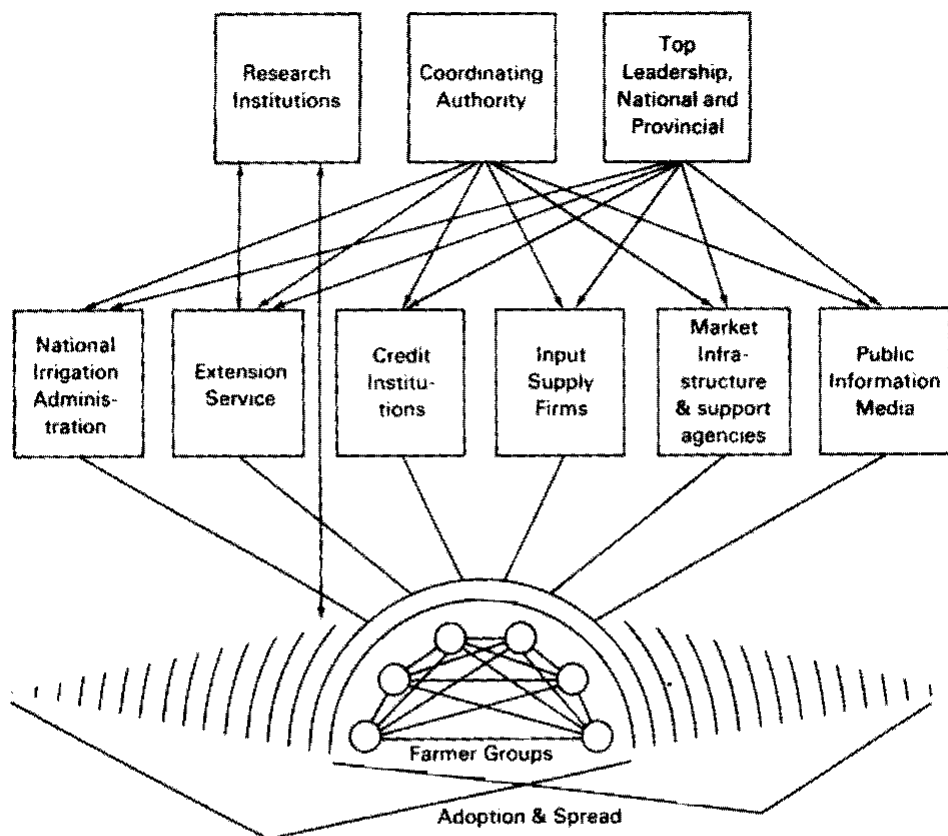 Research
Institutions
Coordinating
Authority
Top
Leadership,
National and
Provincial
National
Irrigation
Adminis-
tration
Extension
Service
Credit
Institu-
tions
Input
Supply
Firms
Market
Infra-
structure
& support
agencies
Public
Information
Media
Farmer Groups
Adoption & Spread